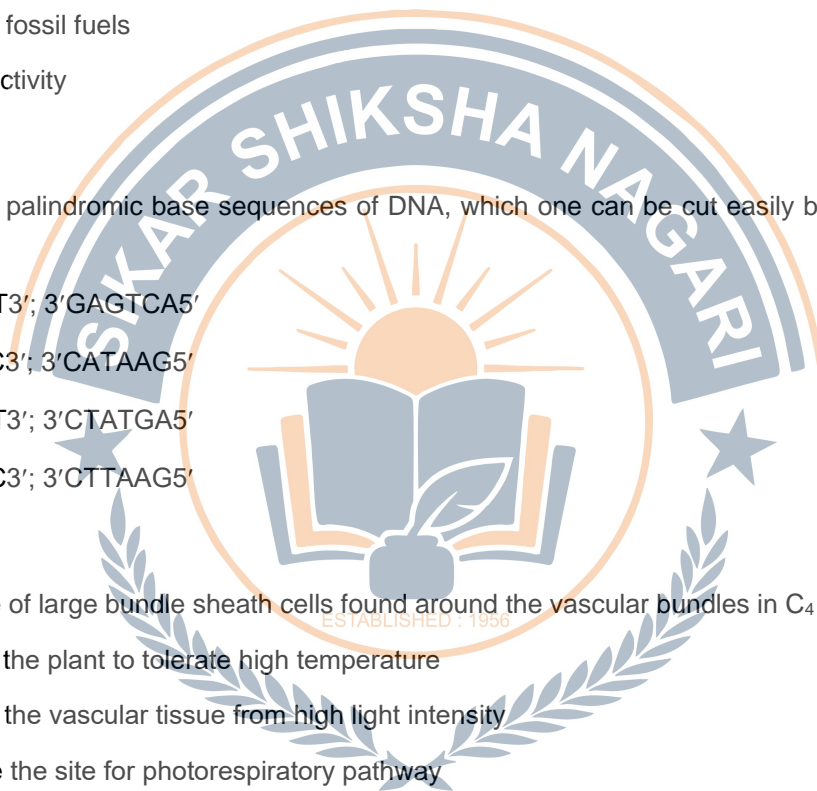 fossil fuels
ctivity
SIKAR SHIKSHA NAGARI
palindromic base sequences of DNA, which one can be cut easily b
T3′; 3′GAGTCA5′
C3′; 3′CATAAG5′
T3′; 3′CTATGA5′
C3′; 3′CTTAAG5′
of large bundle sheath cells found around the vascular bundles in C₄
ESTABLISHED : 1956
the plant to tolerate high temperature
the vascular tissue from high light intensity
the site for photorespiratory pathway